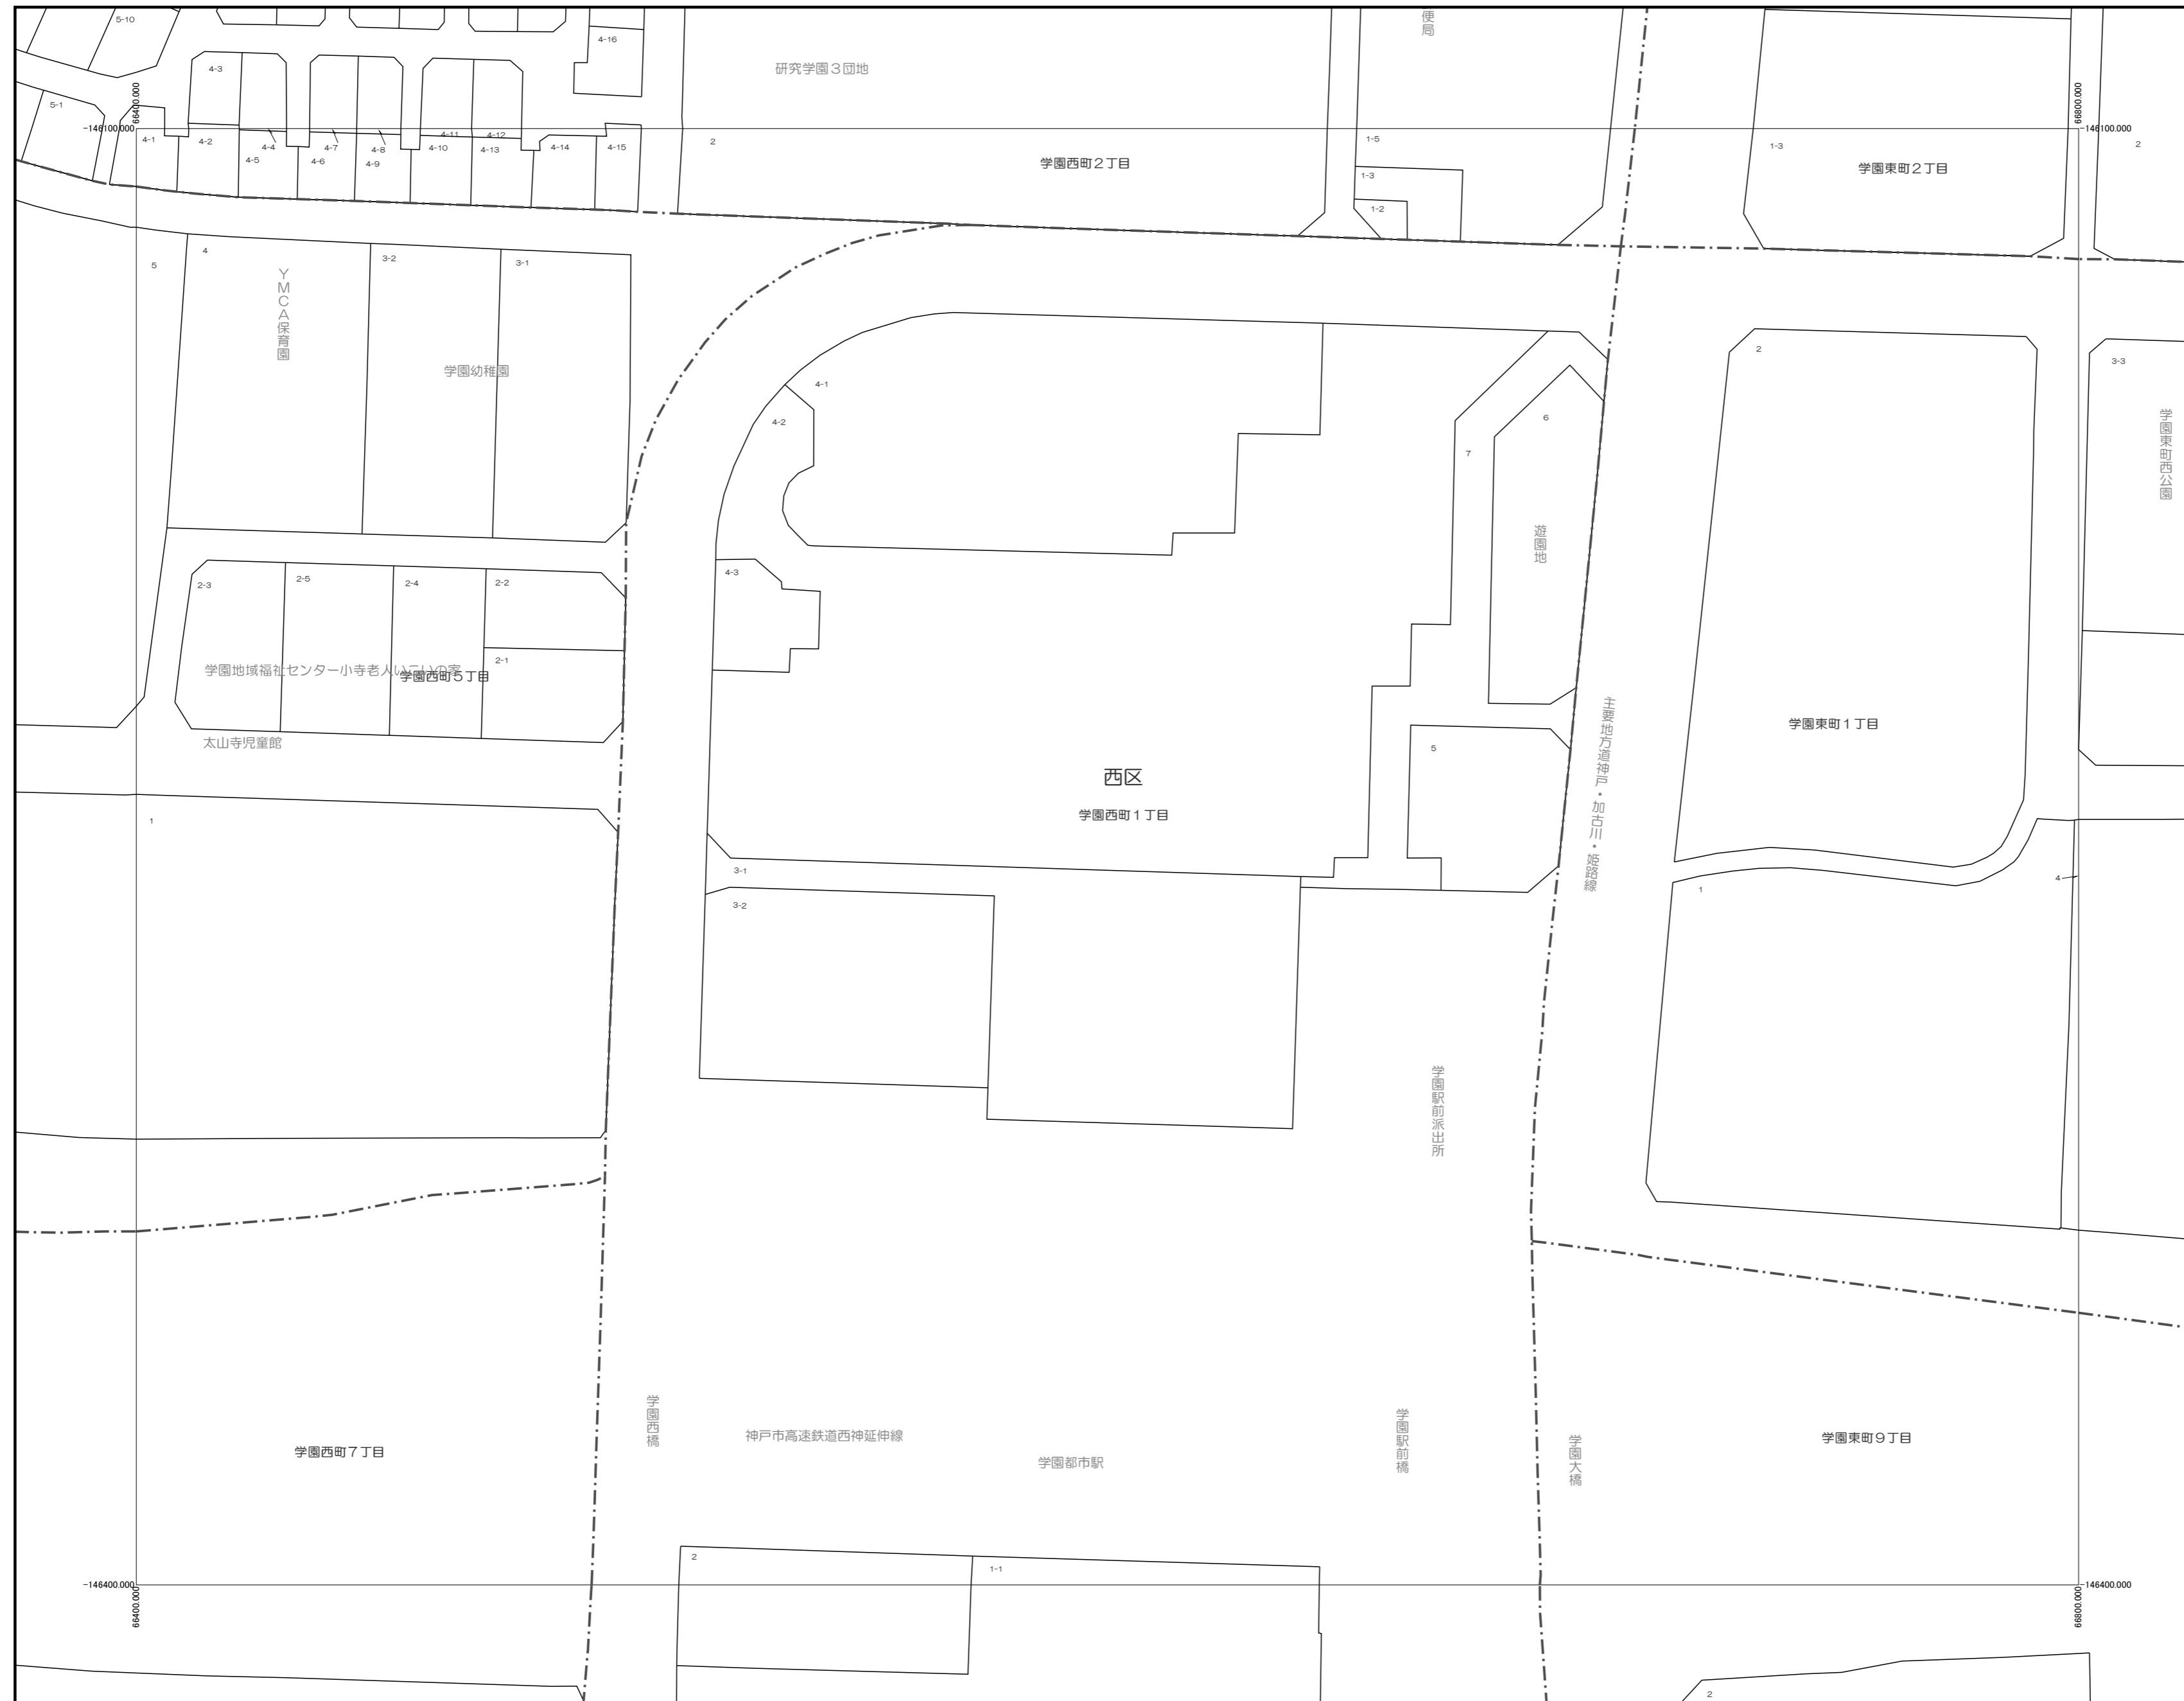 5-10
4-16
便局
4-3
研究学園3団地
66400.000
66800.000
5-1
-146100.000
-146100.000
4-1
4-2
4-4
4-5
4-7
4-6
4-8
4-9
4-11
4-10
4-12
4-13
4-14
4-15
2
1-5
1-3
2
学園西町2丁目
学園東町2丁目
1-3
1-2
5
4
3-2
3-1
YMCA保育園
学園幼稚園
2
3-3
4-1
4-2
6
7
学園東町西公園
遊園地
4-3
2-3
2-5
2-4
2-2
2-1
学園地域福祉センター小寺老人いこいの家
学園西町5丁目
太山寺児童館
主要地方道神戸・加古川・姫路線
学園東町1丁目
5
西区
学園西町1丁目
1
3-1
4
1
3-2
学園駅前派出所
学園西橋
神戸市高速鉄道西神延伸線
学園都市駅
学園駅前橋
学園大橋
学園東町9丁目
学園西町7丁目
2
1-1
-146400.000
-146400.000
66400.000
66800.000
2